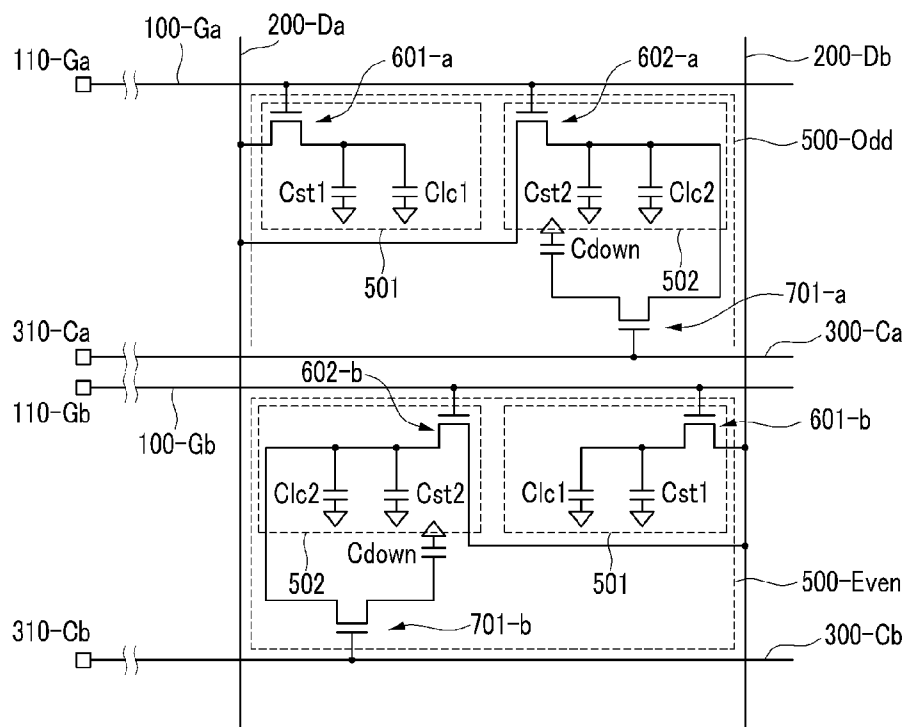 200-Da
100-Ga
110-Ga
601-a
602-a
200-Db
500-Odd
Cst1
Clc1
Cst2
Clc2
Cdown
501
502
701-a
310-Ca
300-Ca
602-b
110-Gb
601-b
100-Gb
Clc2
Cst2
Clc1
Cst1
Cdown
502
501
500-Even
310-Cb
701-b
300-Cb